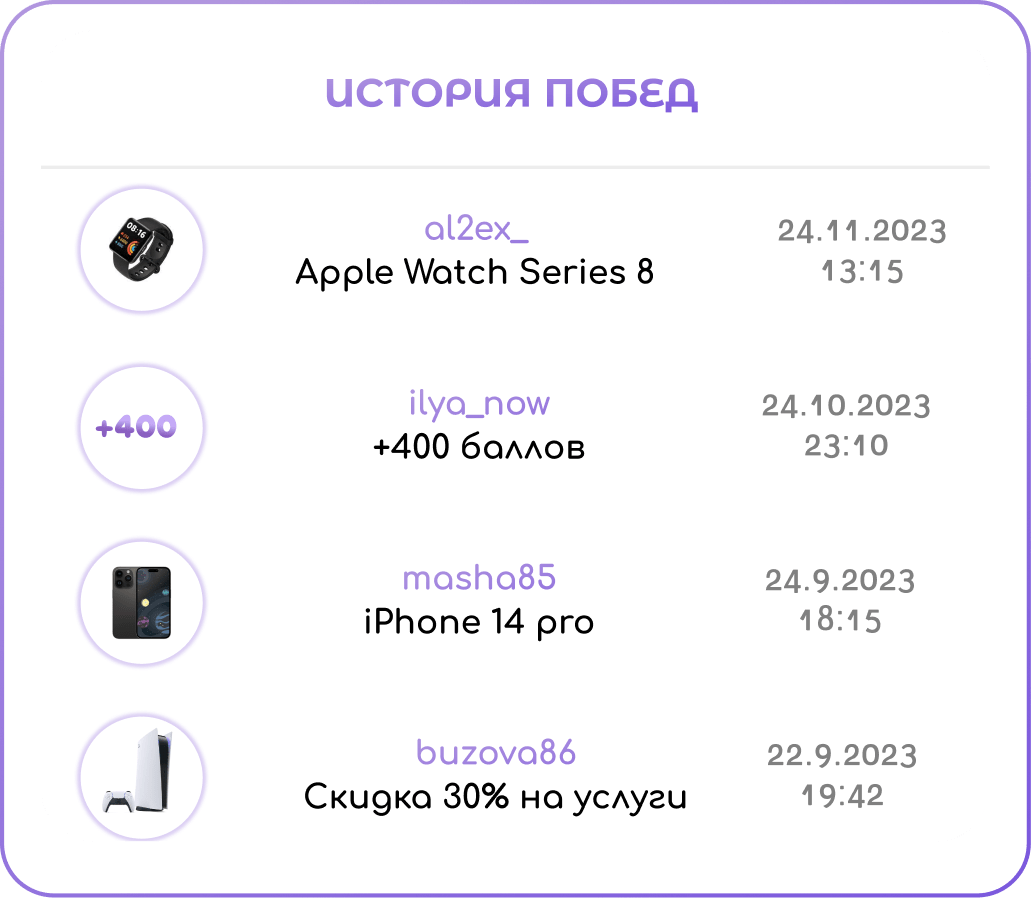 ИСТОРИЯ ПОБЕД
08:16
al2ex_
Apple Watch Series 8
24.11.2023
13:15
+400
ilya_now
+400 баллов
24.10.2023
23:10
masha85
iPhone 14 pro
24.9.2023
18:15
buzova86
Скидка 30% на услуги
22.9.2023
19:42